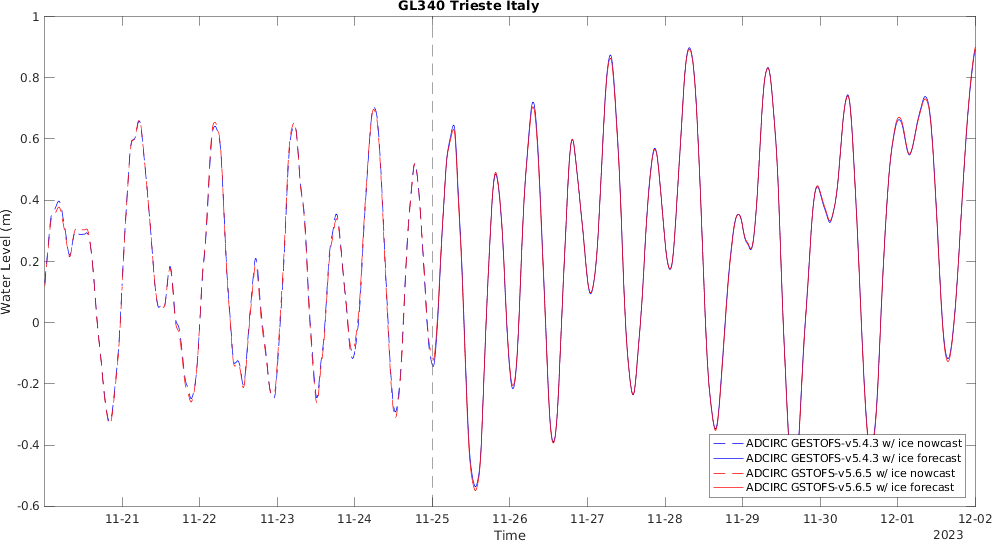 GL340 Trieste Italy
1
0.8
0.6
0.4
0.2
0
-0.2
-0.4
-0.6
Water Level (m)
ADCIRC GESTOFS-v5.4.3 w/ ice nowcast
ADCIRC GESTOFS-v5.4.3 w/ ice forecast
ADCIRC GSTOFS-v5.6.5 w/ ice nowcast
ADCIRC GSTOFS-v5.6.5 w/ ice forecast
11-21 11-22 11-23 11-24 11-25 11-26 11-27 11-28 11-29 11-30 12-01 12-02
Time
2023